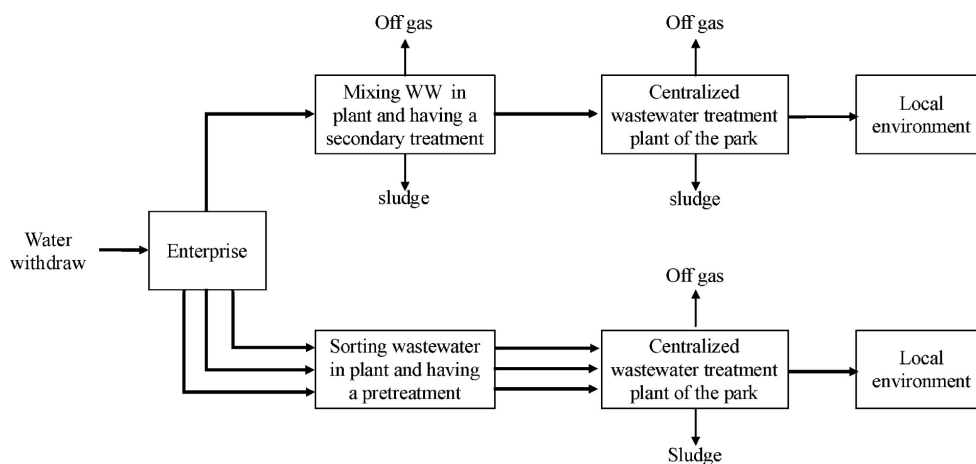 Off gas
Off gas
Mixing WW in
plant and having a
secondary treatment
Centralized
wastewater treatment
plant of the park
Local
environment
sludge
sludge
Water
withdraw
Enterprise
Off gas
Sorting wastewater
in plant and having
a pretreatment
Centralized
wastewater treatment
plant of the park
Local
environment
Sludge